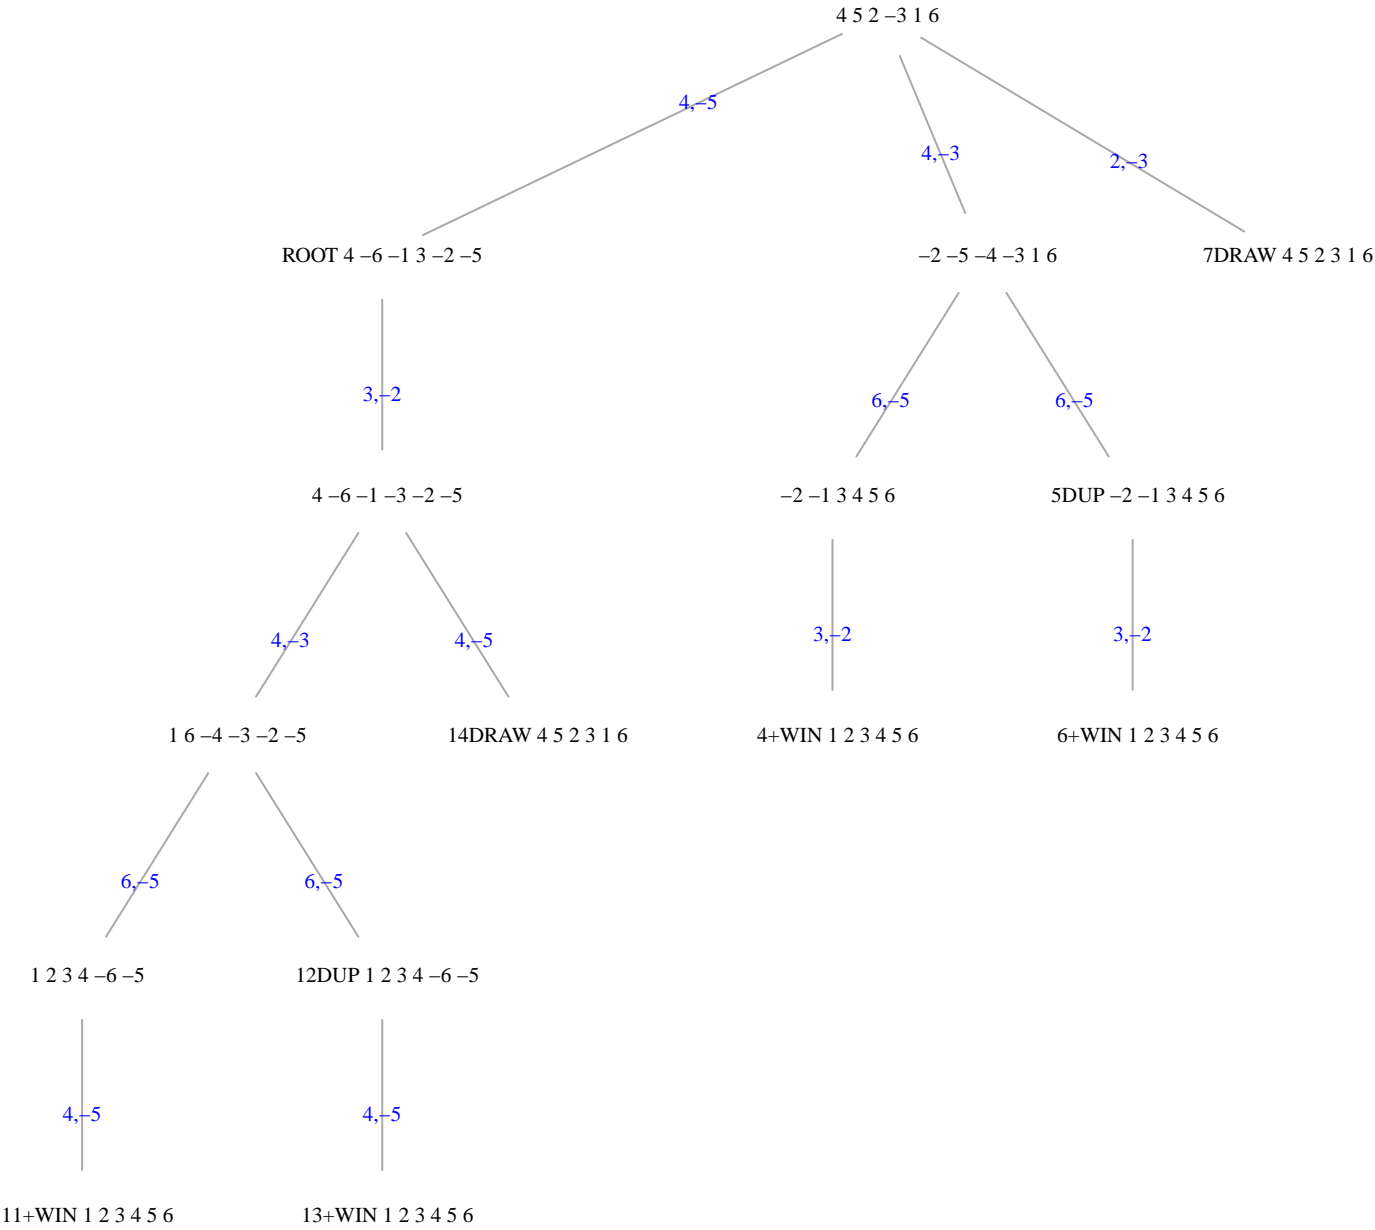 4 5 2 –3 1 6
4,–5
4,–3
2,–3
ROOT 4 –6 –1 3 –2 –5
–2 –5 –4 –3 1 6
7DRAW 4 5 2 3 1 6
3,–2
6,–5
6,–5
4 –6 –1 –3 –2 –5
–2 –1 3 4 5 6
5DUP –2 –1 3 4 5 6
4,–3
4,–5
3,–2
3,–2
1 6 –4 –3 –2 –5
14DRAW 4 5 2 3 1 6
4+WIN 1 2 3 4 5 6
6+WIN 1 2 3 4 5 6
6,–5
6,–5
1 2 3 4 –6 –5
12DUP 1 2 3 4 –6 –5
4,–5
4,–5
11+WIN 1 2 3 4 5 6
13+WIN 1 2 3 4 5 6